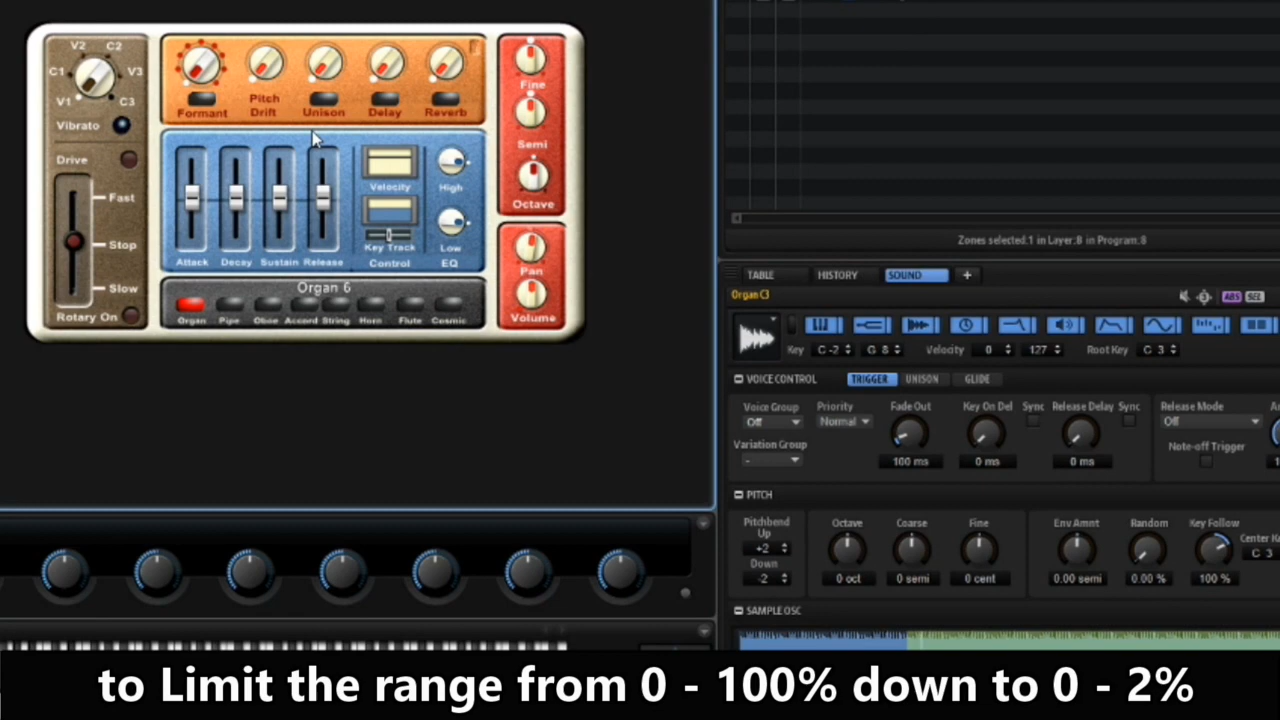 V2 C2
C1 V3
V1 C3
Vibrato
Drive
Fast
Stop
Slow
Rotary On
Formant
Pitch
Drift
Unison
Delay
Reverb
Attack Decay Sustain Release
Velocity
Key Track
Control
High
Low
EQ
Organ 6
Organ Pipe Oboe Accord String Horn Flute Cosmic
Fine
Semi
Octave
Pan
Volume
Zones selected:1 in Layer:8 in Program:8
TABLE HISTORY SOUND +
Organ C3
ABS SEL
Key C -2 G 8 Velocity 0 127 Root Key C 3
VOICE CONTROL TRIGGER UNISON GLIDE
Voice Group Priority Fade Out Key On Del Sync Release Delay Sync Release Mode
Off Normal Off
Variation Group Note-off Trigger
- 100 ms 0 ms 0 ms
PITCH
Pitchbend Octave Coarse Fine Env Amnt Random Key Follow
Up
+2
Down
-2
Center K
C 3
0 oct 0 semi 0 cent 0.00 semi 0.00 % 100 %
SAMPLE OSC
to Limit the range from 0 - 100% down to 0 - 2%